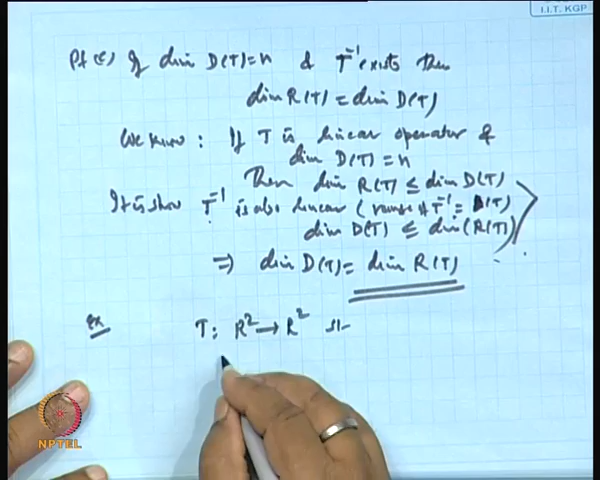 I.I.T. KGP
Pf (c) If dim D(T)=n & T⁻¹ exists then
dim R(T) = dim D(T)
We know : If T is linear operator &
dim D(T) = n
Then dim R(T) ≤ dim D(T)
It is show T⁻¹ is also linear (range of T⁻¹ = D(T)
dim D(T) ≤ dim(R(T))
⇒ dim D(T) = dim R(T)
Ex T: R² → R² st
NPTEL